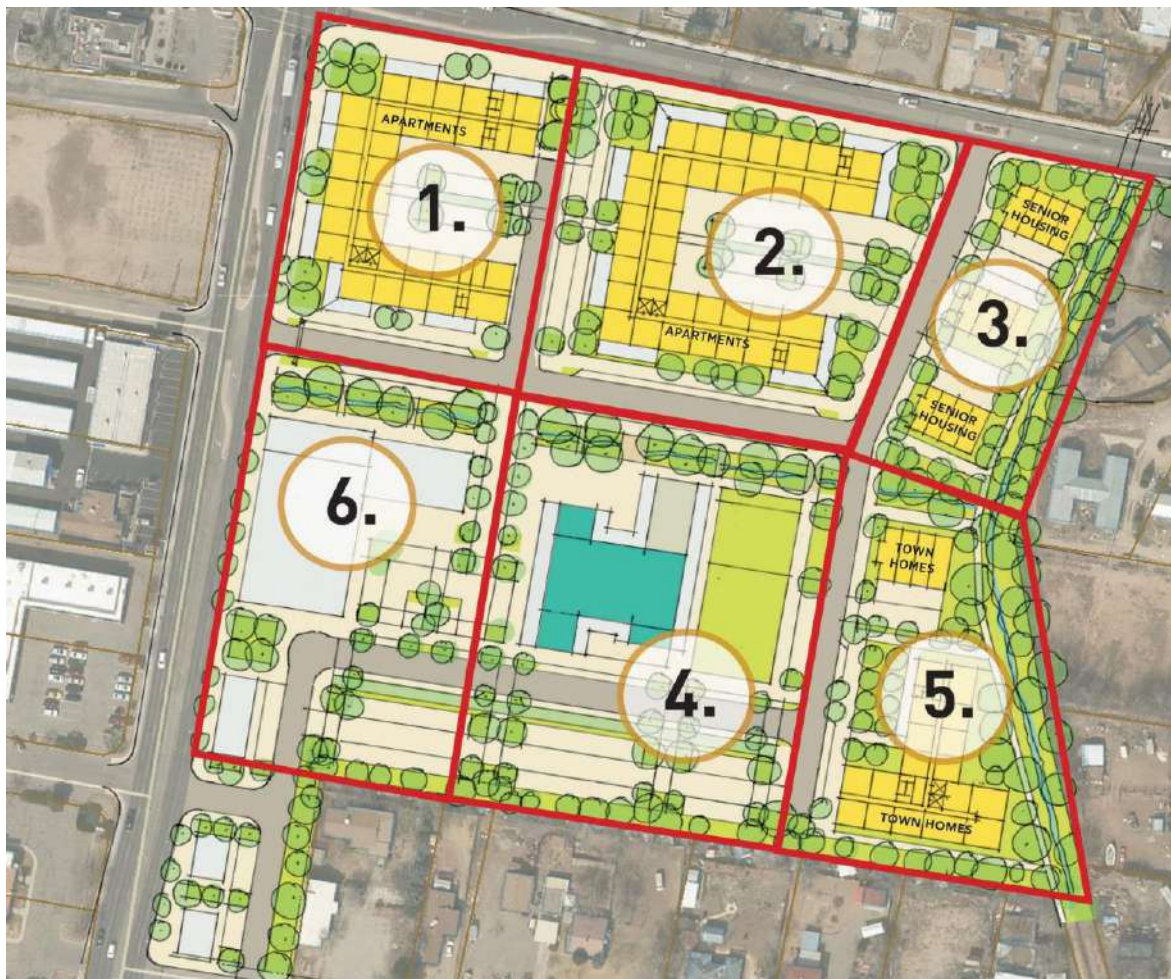 APARTMENTS
1.
2.
APARTMENTS
SENIOR
HOUSING
3.
SENIOR
HOUSING
6.
4.
TOWN
HOMES
5.
TOWN HOMES